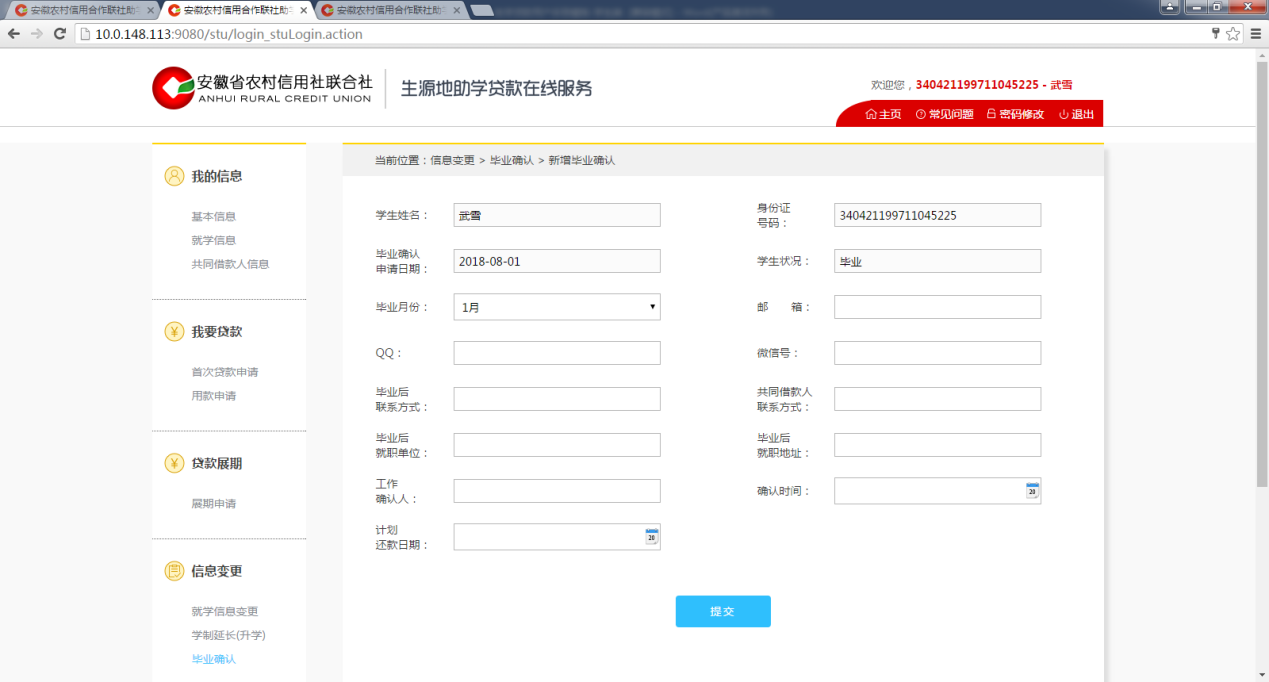 安徽农村信用合作联社助
安徽农村信用合作联社助
安徽农村信用合作联社助
10.0.148.113:9080/stu/login_stuLogin.action
安徽省农村信用社联合社
ANHUI RURAL CREDIT UNION
生源地助学贷款在线服务
欢迎您，340421199711045225 - 武雪
主页 常见问题 密码修改 退出
当前位置：信息变更 > 毕业确认 > 新增毕业确认
我的信息
基本信息
就学信息
共同借款人信息
我要贷款
首次贷款申请
用款申请
贷款展期
展期申请
信息变更
就学信息变更
学制延长(升学)
毕业确认
学生姓名： 武雪
身份证
号码： 340421199711045225
毕业确认
申请日期： 2018-08-01
学生状况： 毕业
毕业月份： 1月
邮 箱：
QQ：
微信号：
毕业后
联系方式：
共同借款人
联系方式：
毕业后
就职单位：
毕业后
就职地址：
工作
确认人：
确认时间： 20
计划
还款日期： 20
提交